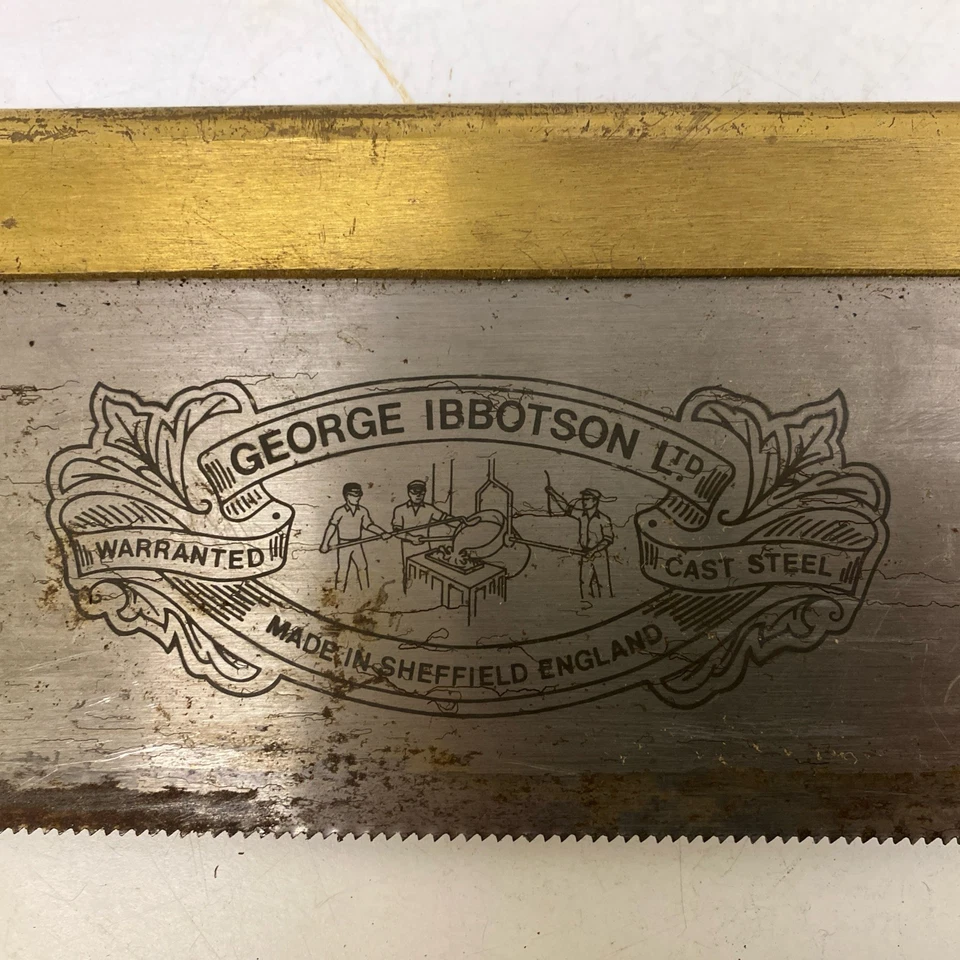 GEORGE IBBOTSON LTD.
WARRANTED
CAST STEEL
MADE IN SHEFFIELD ENGLAND